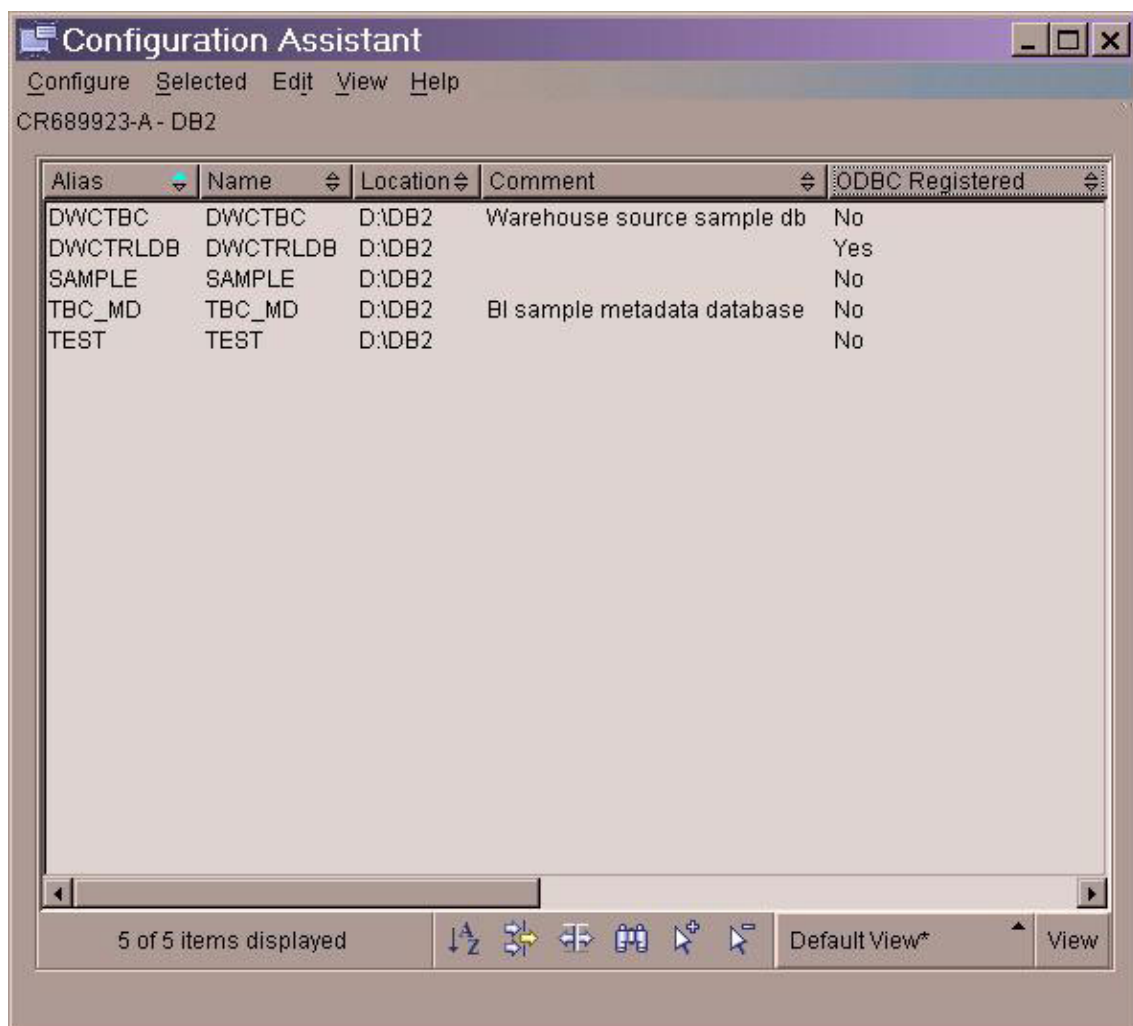 Configuration Assistant
Configure Selected Edit View Help
CR689923-A - DB2
Alias Name Location Comment ODBC Registered
DWCTBC DWCTBC D:\DB2 Warehouse source sample db No
DWCTRLDB DWCTRLDB D:\DB2 Yes
SAMPLE SAMPLE D:\DB2 No
TBC_MD TBC_MD D:\DB2 BI sample metadata database No
TEST TEST D:\DB2 No
5 of 5 items displayed AZ Default View* View